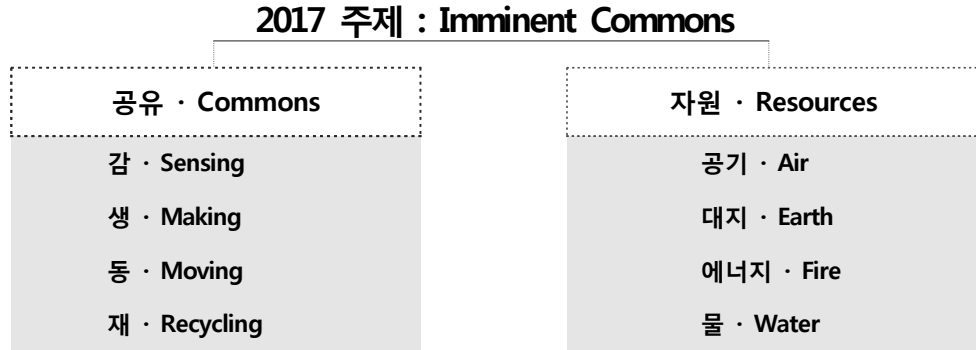 2017 주제 : Imminent Commons
공유 · Commons
감 · Sensing
생 · Making
동 · Moving
재 · Recycling
자원 · Resources
공기 · Air
대지 · Earth
에너지 · Fire
물 · Water